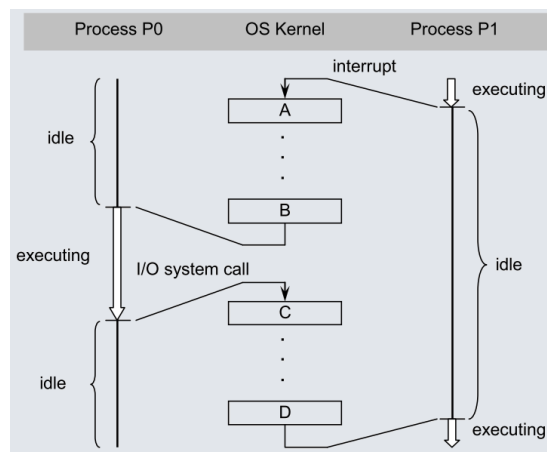 Process P0 OS Kernel Process P1
interrupt
executing
A
idle
.
.
.
B
executing
I/O system call
idle
C
.
.
.
idle
D
executing